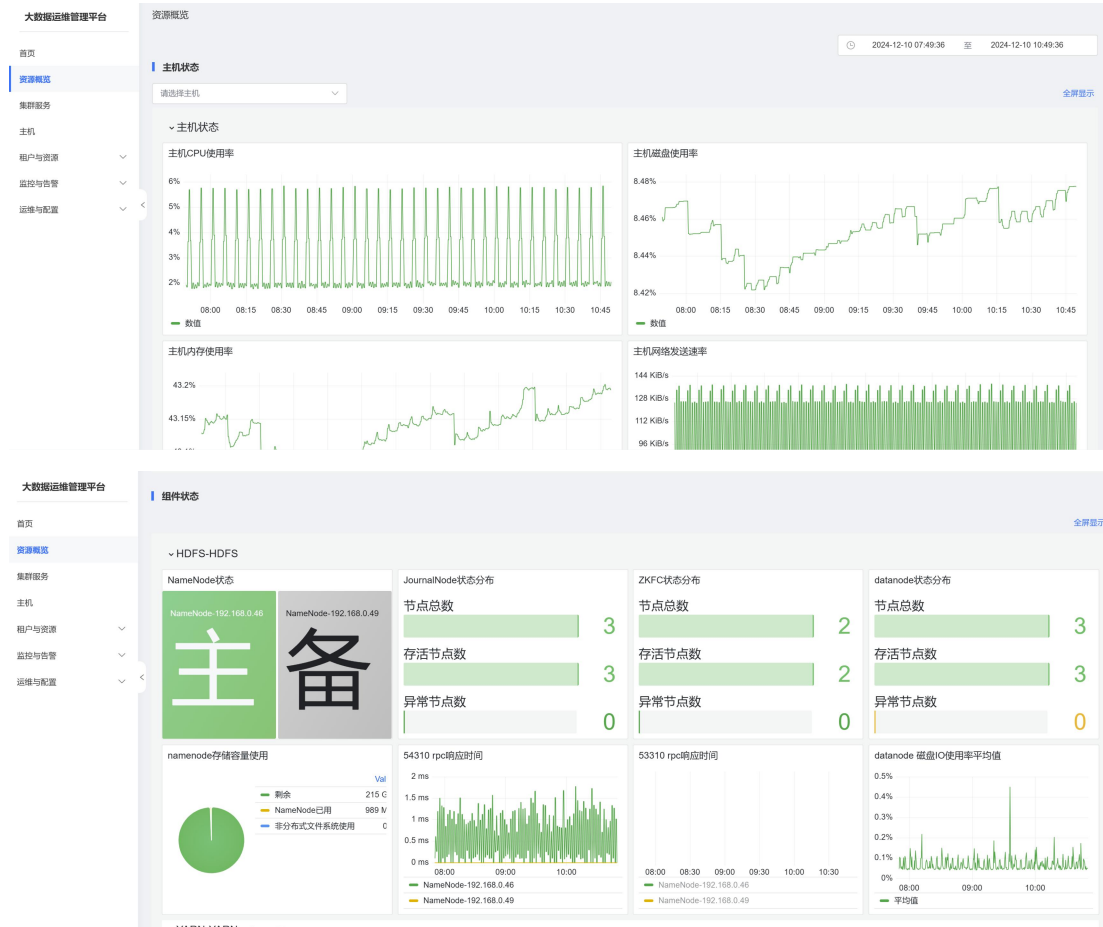 大数据运维管理平台
首页
资源概览
集群服务
主机
租户与资源
监控与告警
运维与配置
资源概览
2024-12-10 07:49:36 至 2024-12-10 10:49:36
主机状态
请选择主机
全屏显示
主机状态
主机CPU使用率
6%
5%
4%
3%
2%
08:00 08:15 08:30 08:45 09:00 09:15 09:30 09:45 10:00 10:15 10:30 10:45
数值
主机磁盘使用率
8.48%
8.46%
8.44%
8.42%
08:00 08:15 08:30 08:45 09:00 09:15 09:30 09:45 10:00 10:15 10:30 10:45
数值
主机内存使用率
43.2%
43.15%
主机网络发送速率
144 KiB/s
128 KiB/s
112 KiB/s
96 KiB/s
大数据运维管理平台
首页
资源概览
集群服务
主机
租户与资源
监控与告警
运维与配置
组件状态
全屏显示
HDFS-HDFS
NameNode状态
NameNode-192.168.0.46
主
NameNode-192.168.0.49
备
JournalNode状态分布
节点总数
3
存活节点数
3
异常节点数
0
ZKFC状态分布
节点总数
2
存活节点数
2
异常节点数
0
datanode状态分布
节点总数
3
存活节点数
3
异常节点数
0
namenode存储容量使用
Val
剩余 215 G
NameNode已用 989 M
非分布式文件系统使用 0
54310 rpc响应时间
2 ms
1.5 ms
1 ms
0.5 ms
0 ms
08:00 09:00 10:00
NameNode-192.168.0.46
NameNode-192.168.0.49
53310 rpc响应时间
08:00 08:30 09:00 09:30 10:00 10:30
NameNode-192.168.0.46
NameNode-192.168.0.49
datanode 磁盘IO使用率平均值
0.5%
0.4%
0.3%
0.2%
0.1%
0%
08:00 09:00 10:00
平均值